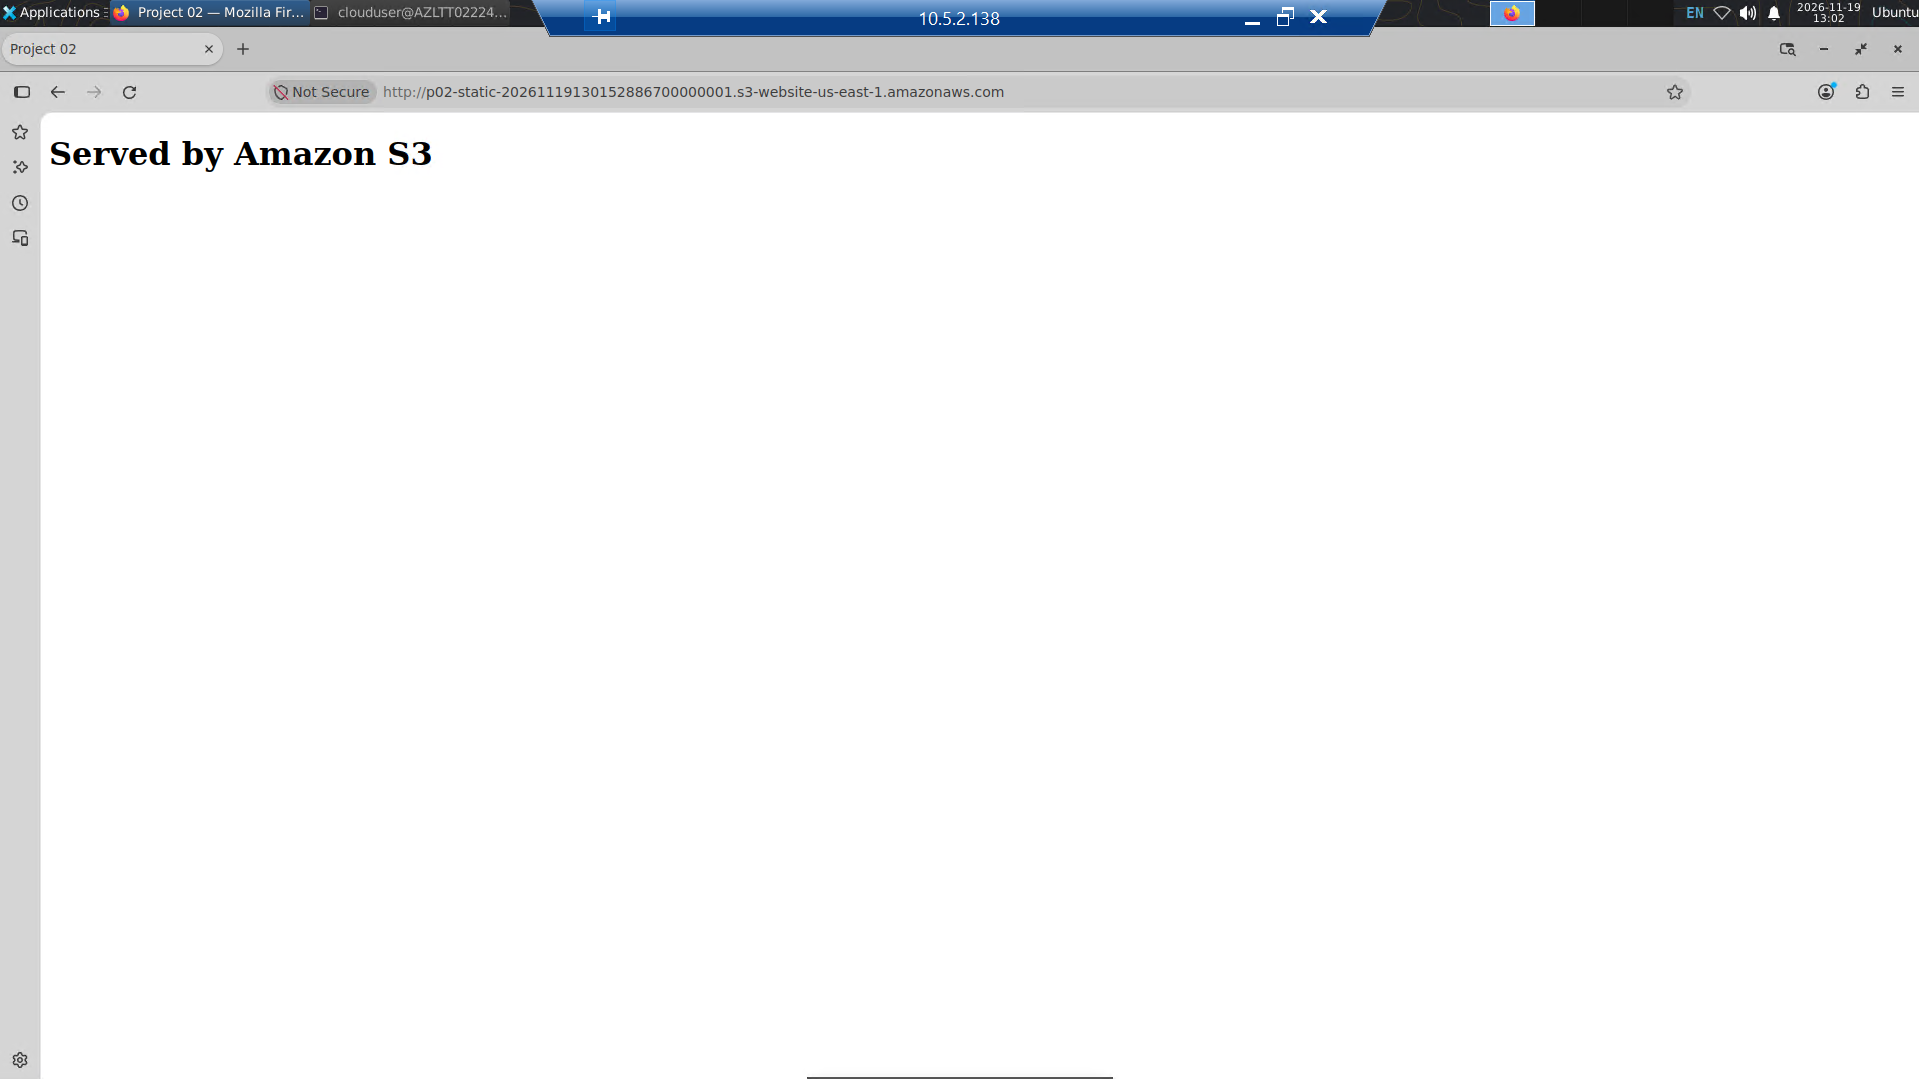 Applications
Project 02 — Mozilla Fir...
clouduser@AZLTT02224...
10.5.2.138
EN
2026-11-19
13:02
Ubuntu
Project 02
Not Secure
http://p02-static-20261119130152886700000001.s3-website-us-east-1.amazonaws.com
Served by Amazon S3